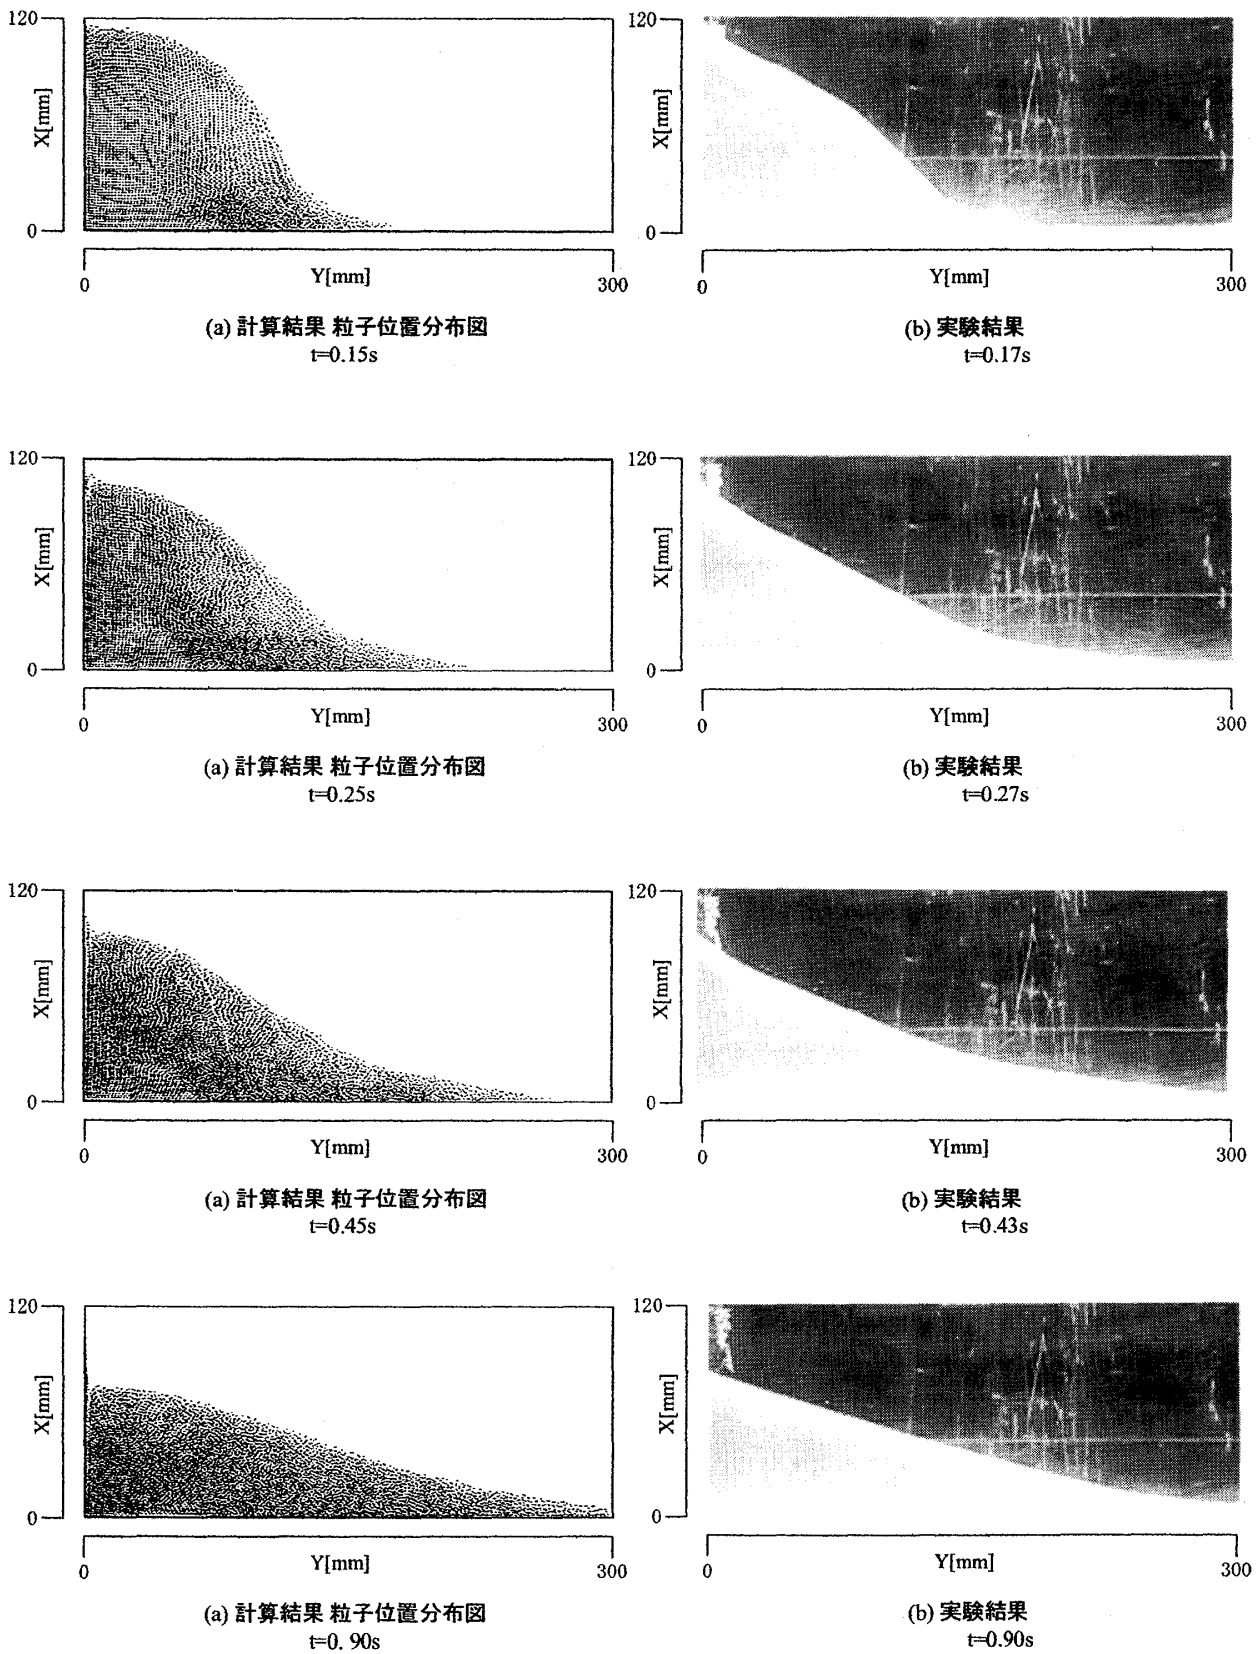 120
X[mm]
0
0
Y[mm]
300
(a) 計算結果 粒子位置分布図
t=0.15s
120
X[mm]
0
0
Y[mm]
300
(b) 実験結果
t=0.17s
120
X[mm]
0
0
Y[mm]
300
(a) 計算結果 粒子位置分布図
t=0.25s
120
X[mm]
0
0
Y[mm]
300
(b) 実験結果
t=0.27s
120
X[mm]
0
0
Y[mm]
300
(a) 計算結果 粒子位置分布図
t=0.45s
120
X[mm]
0
0
Y[mm]
300
(b) 実験結果
t=0.43s
120
X[mm]
0
0
Y[mm]
300
(a) 計算結果 粒子位置分布図
t=0. 90s
120
X[mm]
0
0
Y[mm]
300
(b) 実験結果
t=0.90s